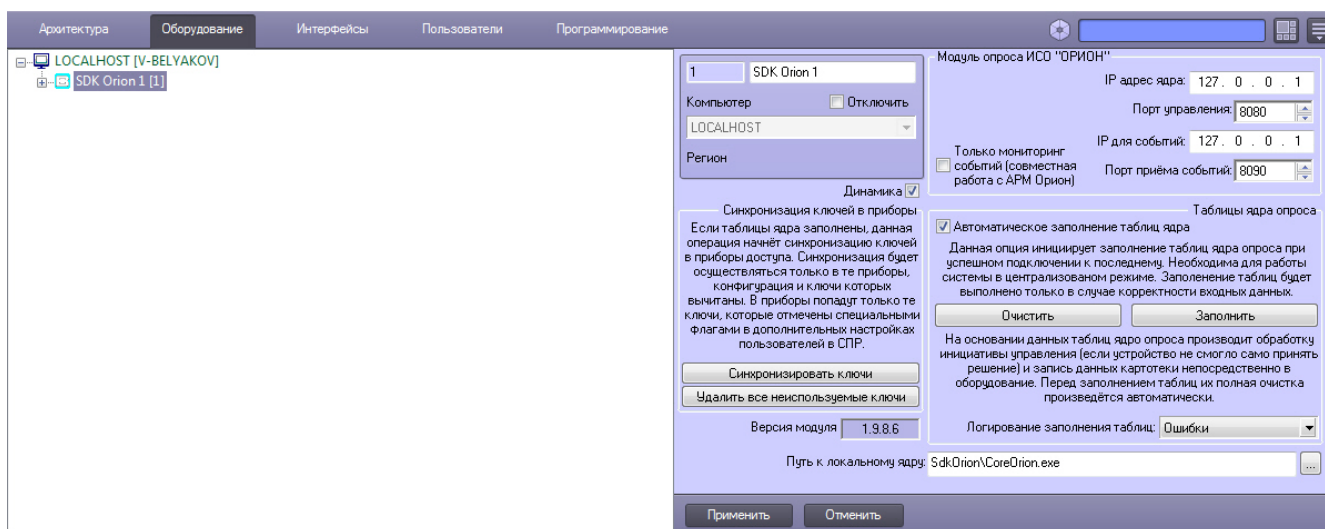 Архитектура Оборудование Интерфейсы Пользователи Программирование
LOCALHOST [V-BELYAKOV]
SDK Orion 1 [1]
1 SDK Orion 1
Компьютер Отключить
LOCALHOST
Регион
Динамика
Синхронизация ключей в приборы
Если таблицы ядра заполнены, данная
операция начнёт синхронизацию ключей
в приборы доступа. Синхронизация будет
осуществляться только в те приборы,
конфигурация и ключи которых
вычитаны. В приборы попадут только те
ключи, которые отмечены специальными
флагами в дополнительных настройках
пользователей в СПР.
Синхронизировать ключи
Удалить все неиспользуемые ключи
Версия модуля 1.9.8.6
Модуль опроса ИСО "ОРИОН"
IP адрес ядра: 127 . 0 . 0 . 1
Порт управления: 8080
IP для событий: 127 . 0 . 0 . 1
Только мониторинг
событий (совместная
работа с АРМ Орион)
Порт приёма событий: 8090
Таблицы ядра опроса
Автоматическое заполнение таблиц ядра
Данная опция инициирует заполнение таблиц ядра опроса при
успешном подключении к последнему. Необходима для работы
системы в централизованом режиме. Заполенение таблиц будет
выполнено только в случае корректности входных данных.
Очистить Заполнить
На основании данных таблиц ядро опроса производит обработку
инициативы управления (если устройство не смогло само принять
решение) и запись данных картотеки непосредственно в
оборудование. Перед заполнением таблиц их полная очистка
произведётся автоматически.
Логирование заполнения таблиц: Ошибки
Путь к локальному ядру: SdkOrion\CoreOrion.exe ...
Применить Отменить